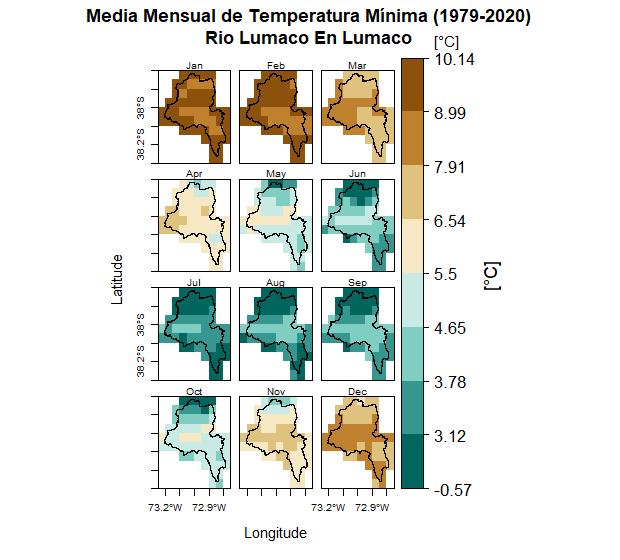 Media Mensual de Temperatura Mínima (1979-2020)
Rio Lumaco En Lumaco
[°C]
Jan Feb Mar
10.14
8.99
7.91
6.54
5.5
4.65
3.78
3.12
-0.57
[°C]
38°S
38.2°S
Apr May Jun
Latitude
Jul Aug Sep
38°S
38.2°S
Oct Nov Dec
73.2°W 72.9°W 73.2°W 72.9°W
Longitude